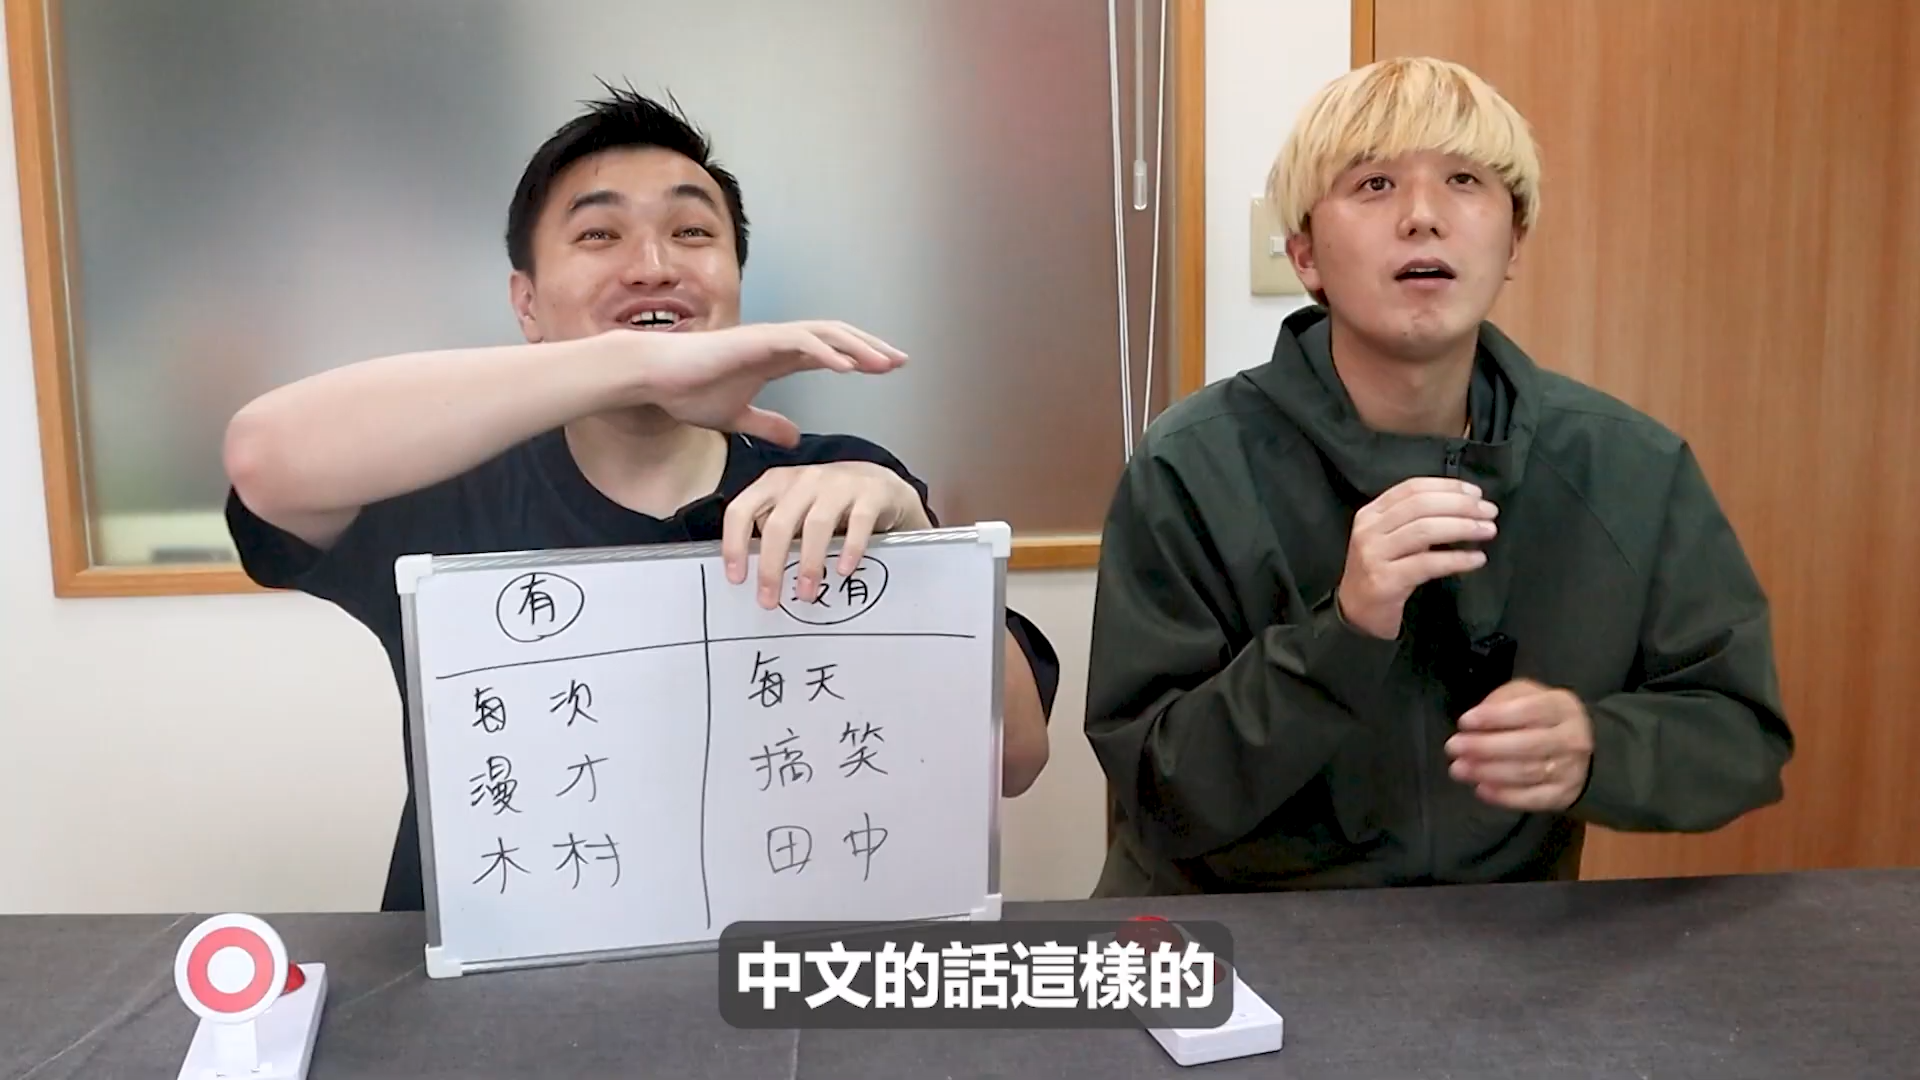 有
沒有
每次
漫才
木村
每天
搞笑
田中
中文的話這樣的